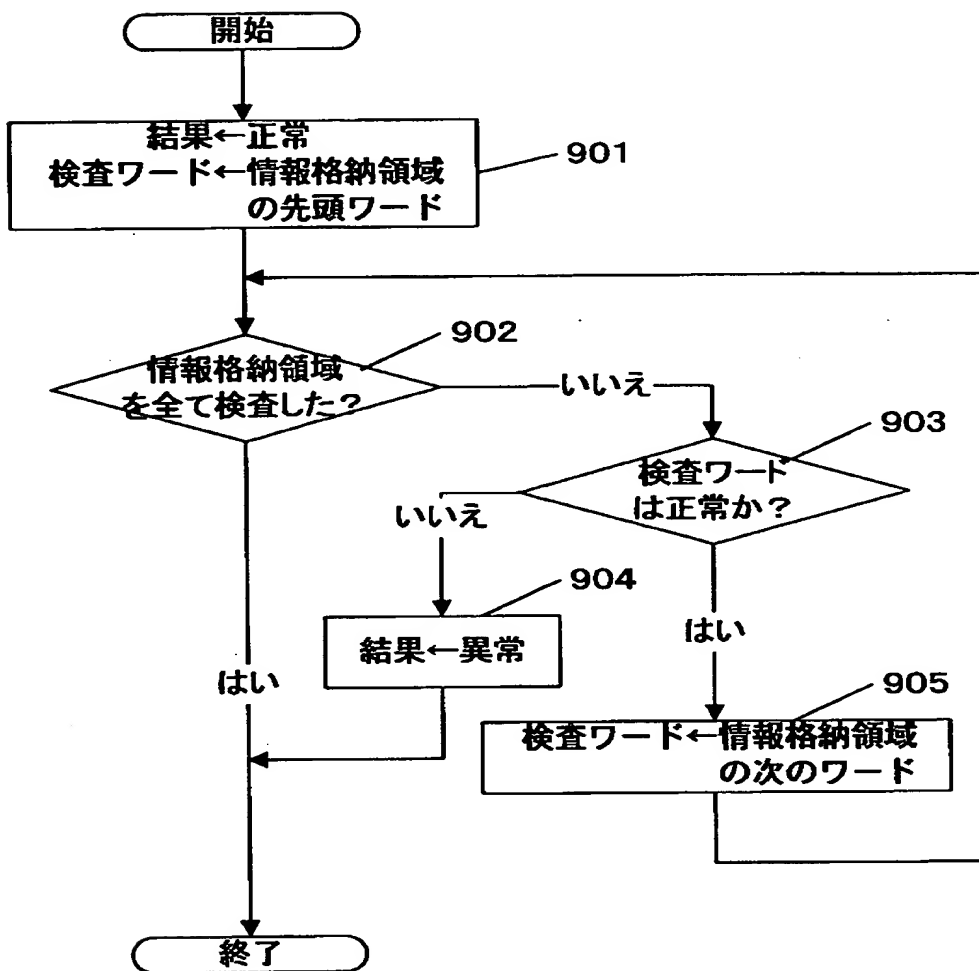 開始
結果←正常
検査ワード←情報格納領域
の先頭ワード
901
902
情報格納領域
を全て検査した？
いいえ
903
検査ワード
は正常か？
いいえ
904
結果←異常
はい
はい
905
検査ワード←情報格納領域
の次のワード
終了